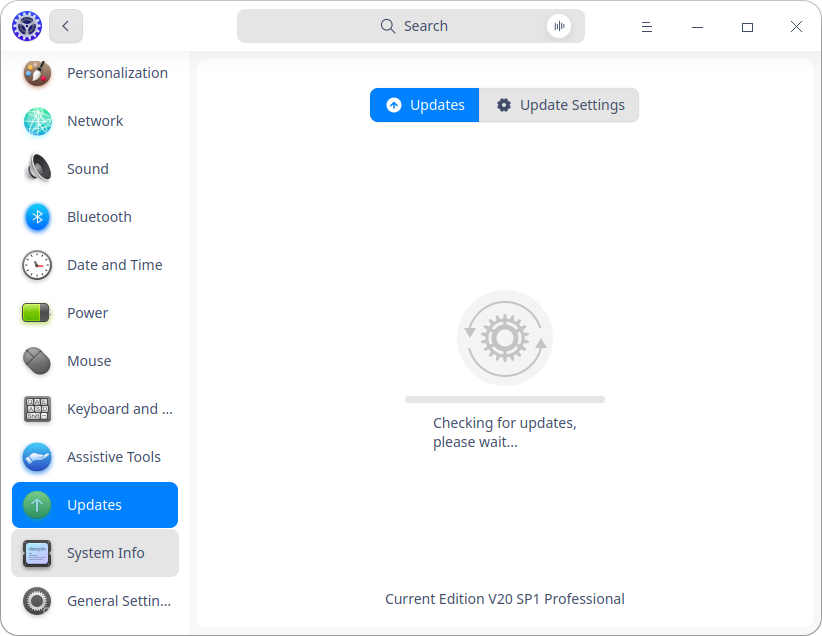 Search
Personalization
Network
Sound
Bluetooth
Date and Time
Power
Mouse
Keyboard and ...
Assistive Tools
Updates
System Info
General Settin...
Updates
Update Settings
Checking for updates,
please wait...
Current Edition V20 SP1 Professional